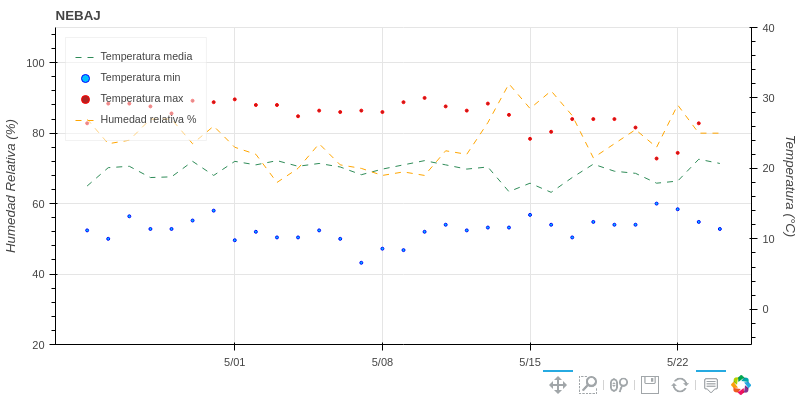 NEBAJ
Temperatura media
Temperatura min
Temperatura max
Humedad relativa %
Humedad Relativa (%)
100
80
60
40
20
Temperatura (°C)
40
30
20
10
0
5/01
5/08
5/15
5/22